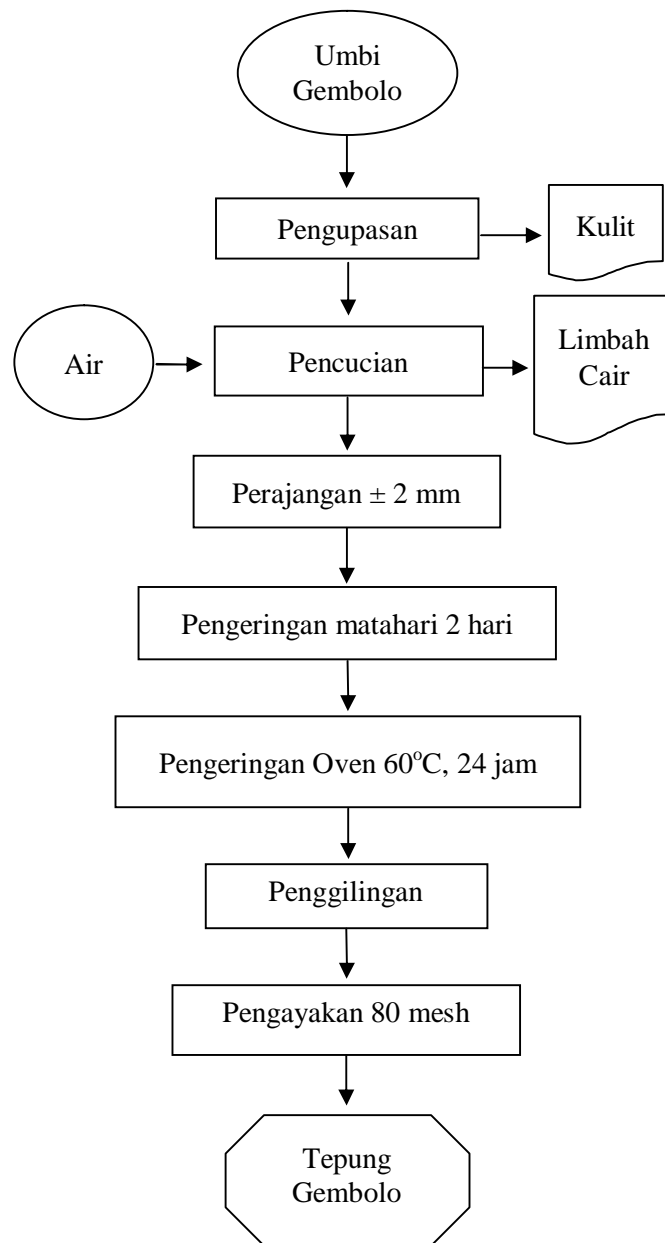 Umbi
Gembolo
Pengupasan
Kulit
Air
Pencucian
Limbah
Cair
Perajangan ± 2 mm
Pengeringan matahari 2 hari
Pengeringan Oven 60°C, 24 jam
Penggilingan
Pengayakan 80 mesh
Tepung
Gembolo